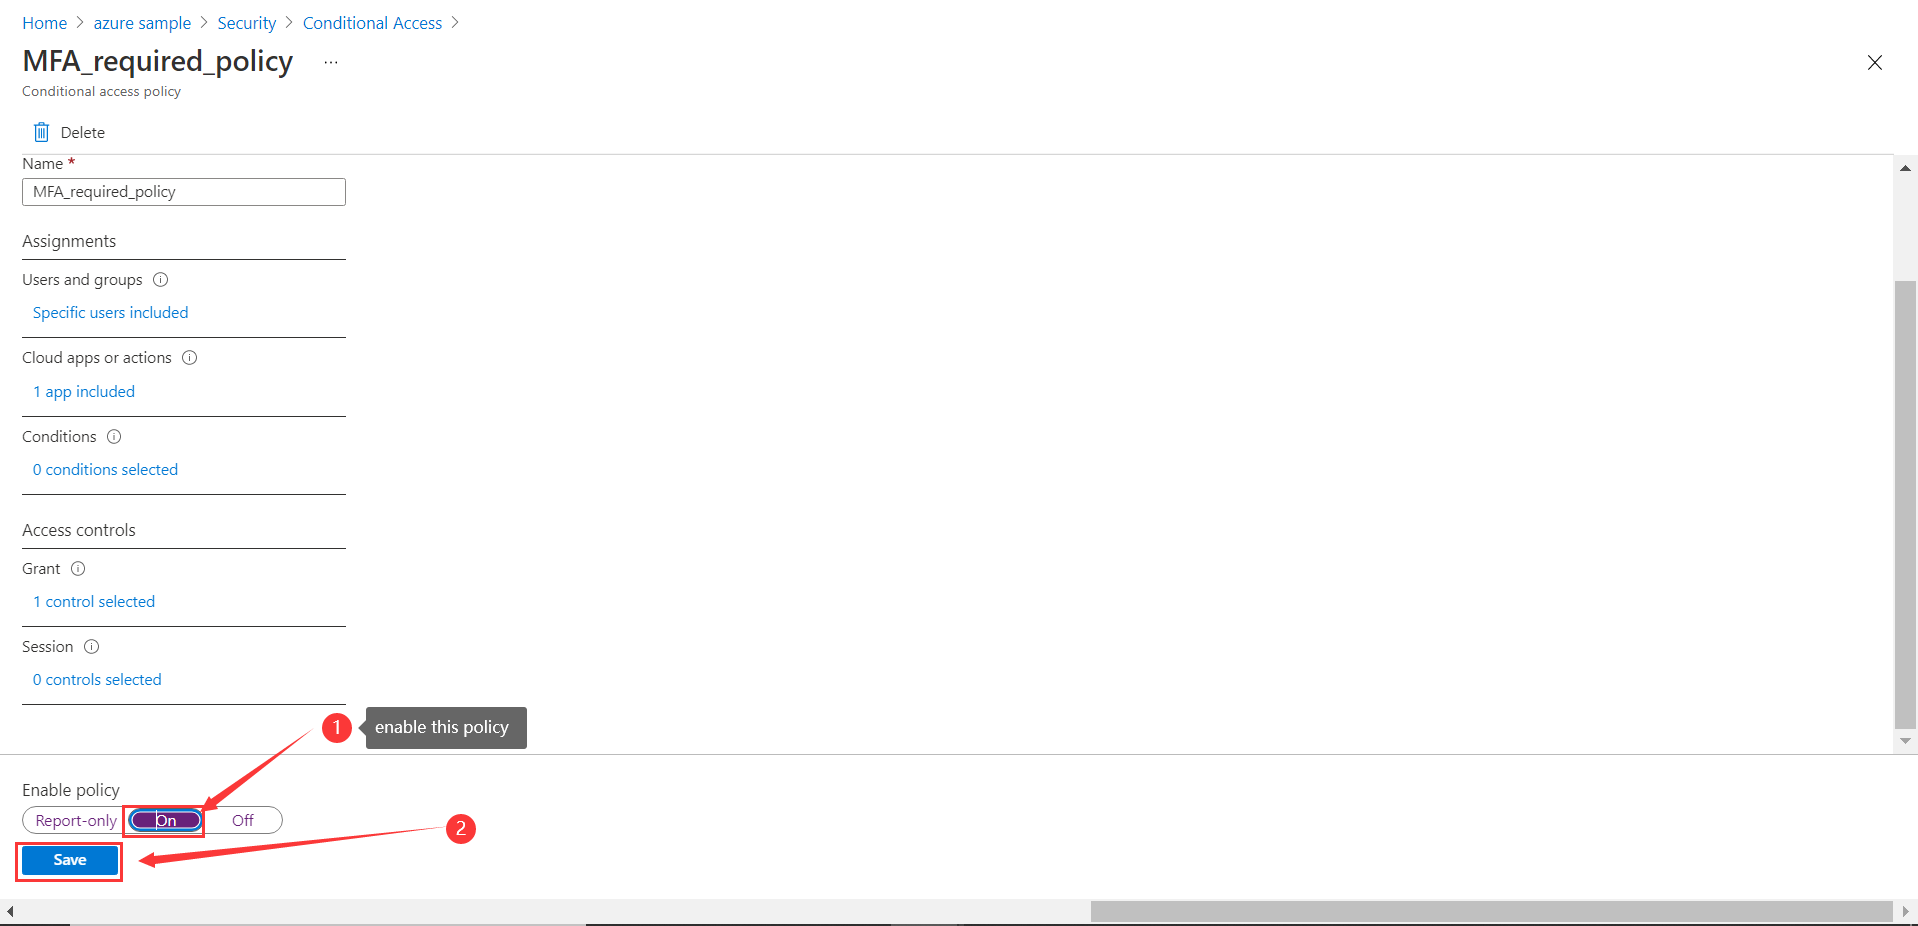 Home > azure sample > Security > Conditional Access >
MFA_required_policy ...
Conditional access policy
Delete
Name *
MFA_required_policy
Assignments
Users and groups
Specific users included
Cloud apps or actions
1 app included
Conditions
0 conditions selected
Access controls
Grant
1 control selected
Session
0 controls selected
1 enable this policy
Enable policy
Report-only On Off
2
Save